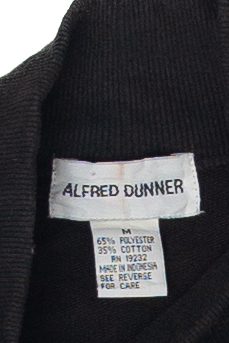 ALFRED DUNNER
M
65% POLYESTER
35% COTTON
RN 19232
MADE IN INDONESIA
SEE REVERSE
FOR CARE